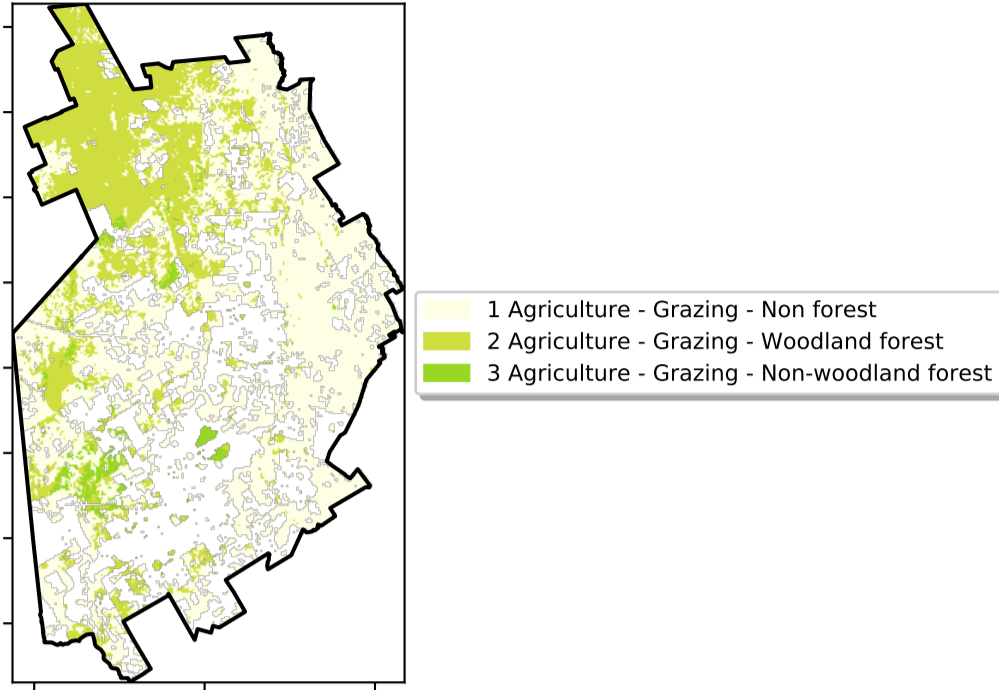 1 Agriculture - Grazing - Non forest
2 Agriculture - Grazing - Woodland forest
3 Agriculture - Grazing - Non-woodland forest